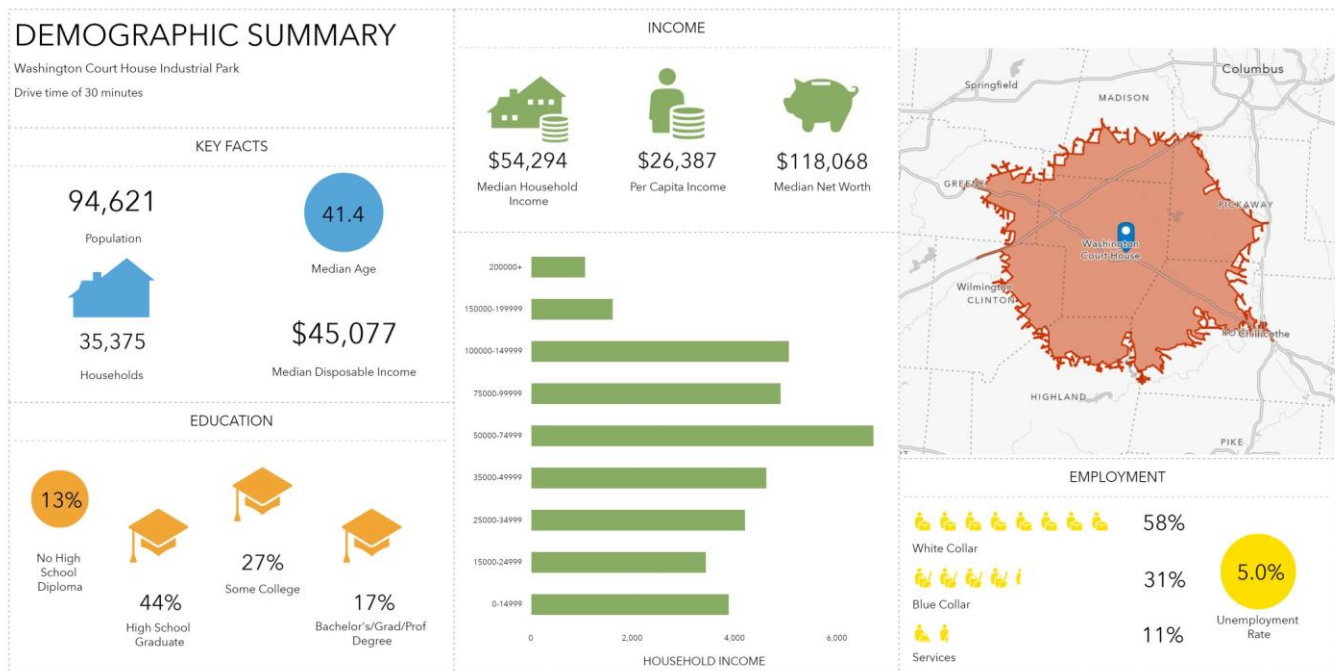 DEMOGRAPHIC SUMMARY
Washington Court House Industrial Park
Drive time of 30 minutes
KEY FACTS
94,621
Population
41.4
Median Age
35,375
Households
$45,077
Median Disposable Income
EDUCATION
13%
No High
School
Diploma
44%
High School
Graduate
27%
Some College
17%
Bachelor's/Grad/Prof
Degree
INCOME
$54,294
Median Household
Income
$26,387
Per Capita Income
$118,068
Median Net Worth
200000+
150000-199999
100000-149999
75000-99999
50000-74999
35000-49999
25000-34999
15000-24999
0-14999
0
2,000
4,000
6,000
HOUSEHOLD INCOME
Columbus
Springfield
MADISON
GREENE
PICKAWAY
Washington
Court House
Wilmington
CLINTON
Chillicothe
HIGHLAND
PIKE
EMPLOYMENT
58%
White Collar
31%
Blue Collar
11%
Services
5.0%
Unemployment
Rate